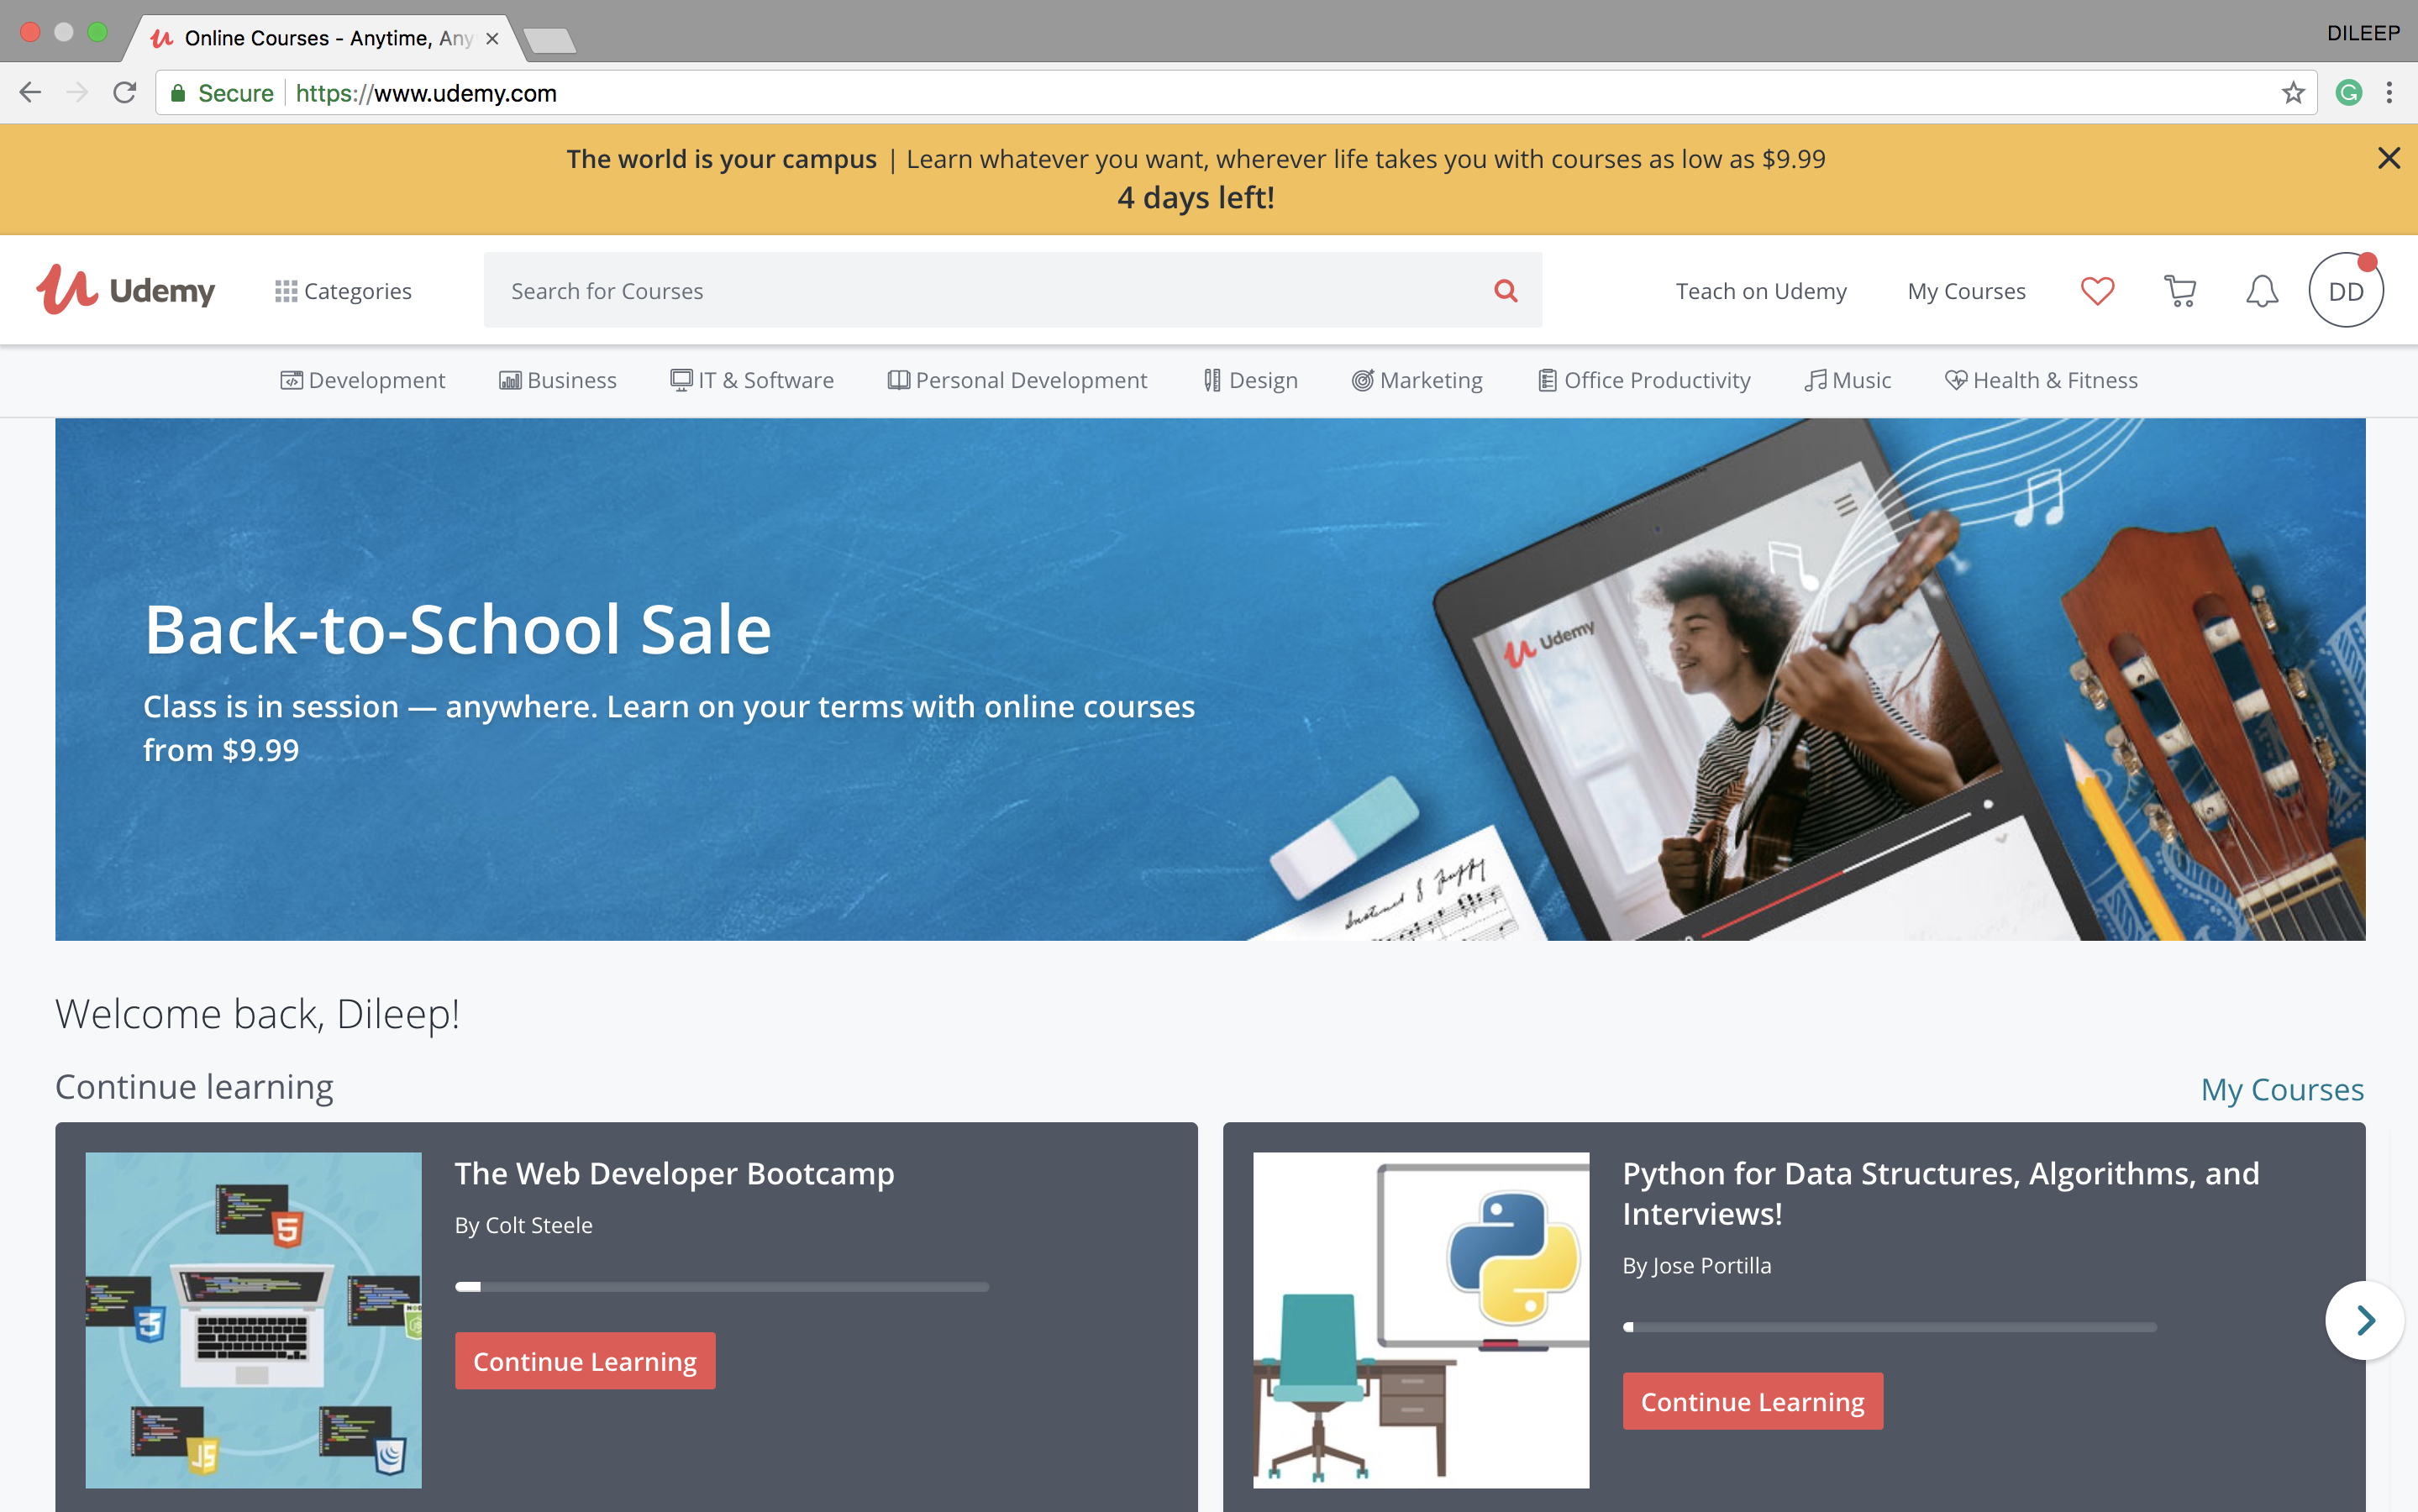 Online Courses - Anytime, Any
DILEEP
Secure
https://www.udemy.com
The world is your campus | Learn whatever you want, wherever life takes you with courses as low as $9.99
4 days left!
Udemy
Categories
Search for Courses
Teach on Udemy
My Courses
DD
Development
Business
IT & Software
Personal Development
Design
Marketing
Office Productivity
Music
Health & Fitness
Back-to-School Sale
Class is in session — anywhere. Learn on your terms with online courses
from $9.99
Udemy
Welcome back, Dileep!
Continue learning
My Courses
The Web Developer Bootcamp
By Colt Steele
Continue Learning
5
3
JS
Python for Data Structures, Algorithms, and
Interviews!
By Jose Portilla
Continue Learning